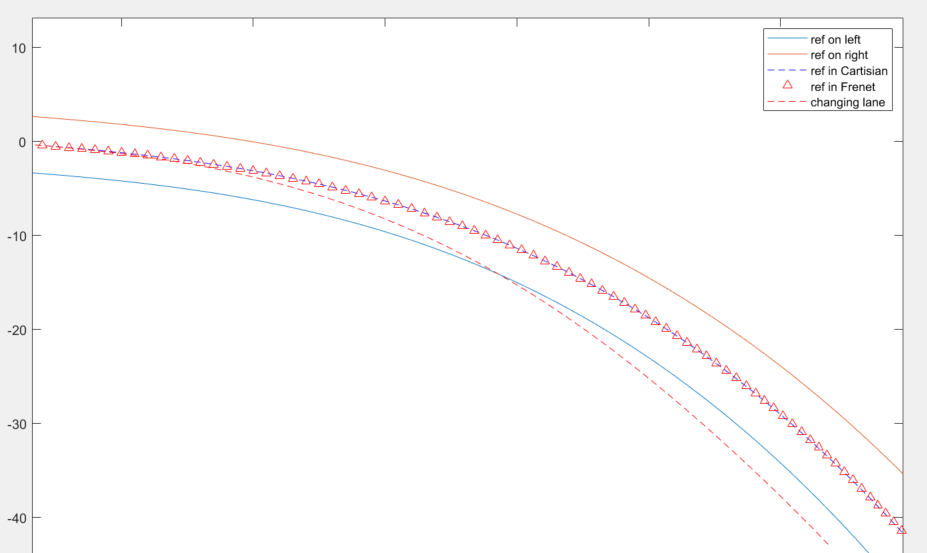 10
0
-10
-20
-30
-40
ref on left
ref on right
ref in Cartisian
ref in Frenet
changing lane